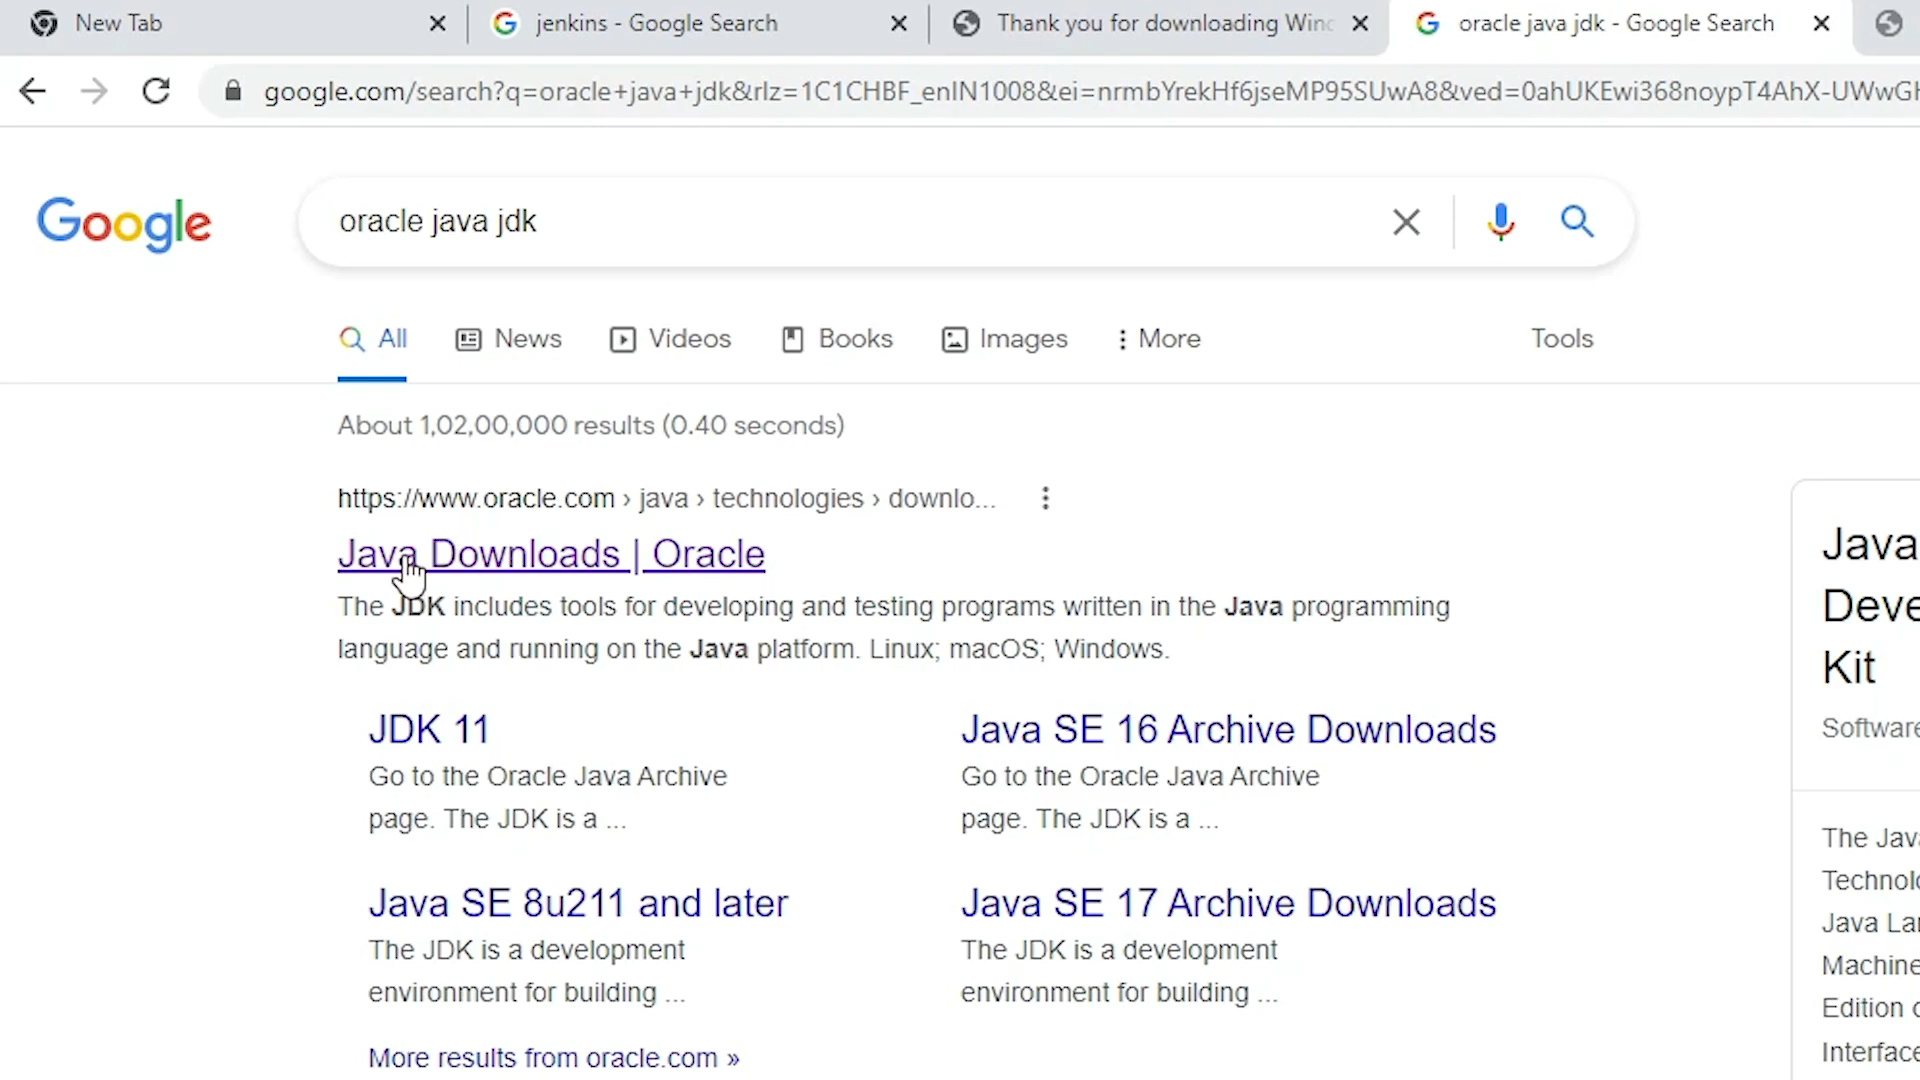 New Tab
jenkins - Google Search
Thank you for downloading Win
oracle java jdk - Google Search
google.com/search?q=oracle+java+jdk&rlz=1C1CHBF_enIN1008&ei=nrmbYrekHf6jseMP95SUwA8&ved=0ahUKEwi368noypT4AhX-UWwG
Google
oracle java jdk
All
News
Videos
Books
Images
More
Tools
About 1,02,00,000 results (0.40 seconds)
https://www.oracle.com › java › technologies › downlo...
Java Downloads | Oracle
The JDK includes tools for developing and testing programs written in the Java programming
language and running on the Java platform. Linux; macOS; Windows.
JDK 11
Go to the Oracle Java Archive
page. The JDK is a ...
Java SE 16 Archive Downloads
Go to the Oracle Java Archive
page. The JDK is a ...
Java SE 8u211 and later
The JDK is a development
environment for building ...
Java SE 17 Archive Downloads
The JDK is a development
environment for building ...
More results from oracle.com »
Java
Deve
Kit
Software
The Java
Technolo
Java La
Machine
Edition o
Interface